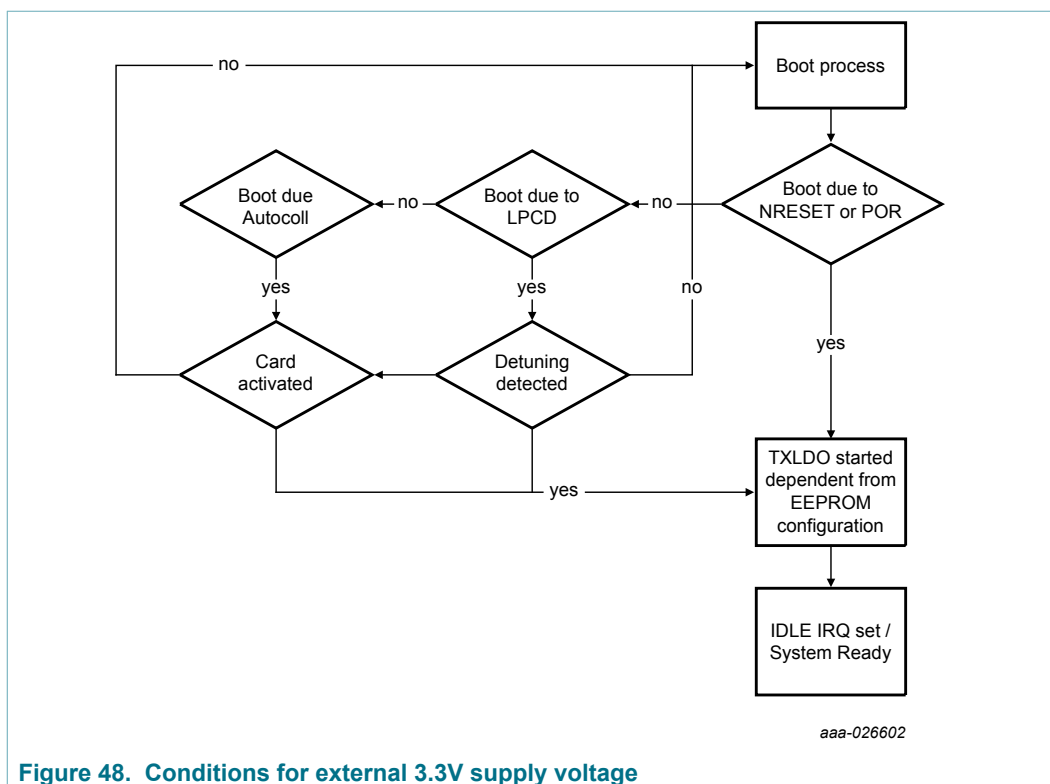 no
Boot process
Boot due
Autocoll
no
Boot due to
LPCD
no
Boot due to
NRESET or POR
yes
yes
no
yes
Card
activated
Detuning
detected
yes
TXLDO started
dependent from
EEPROM
configuration
IDLE IRQ set /
System Ready
aaa-026602
Figure 48. Conditions for external 3.3V supply voltage